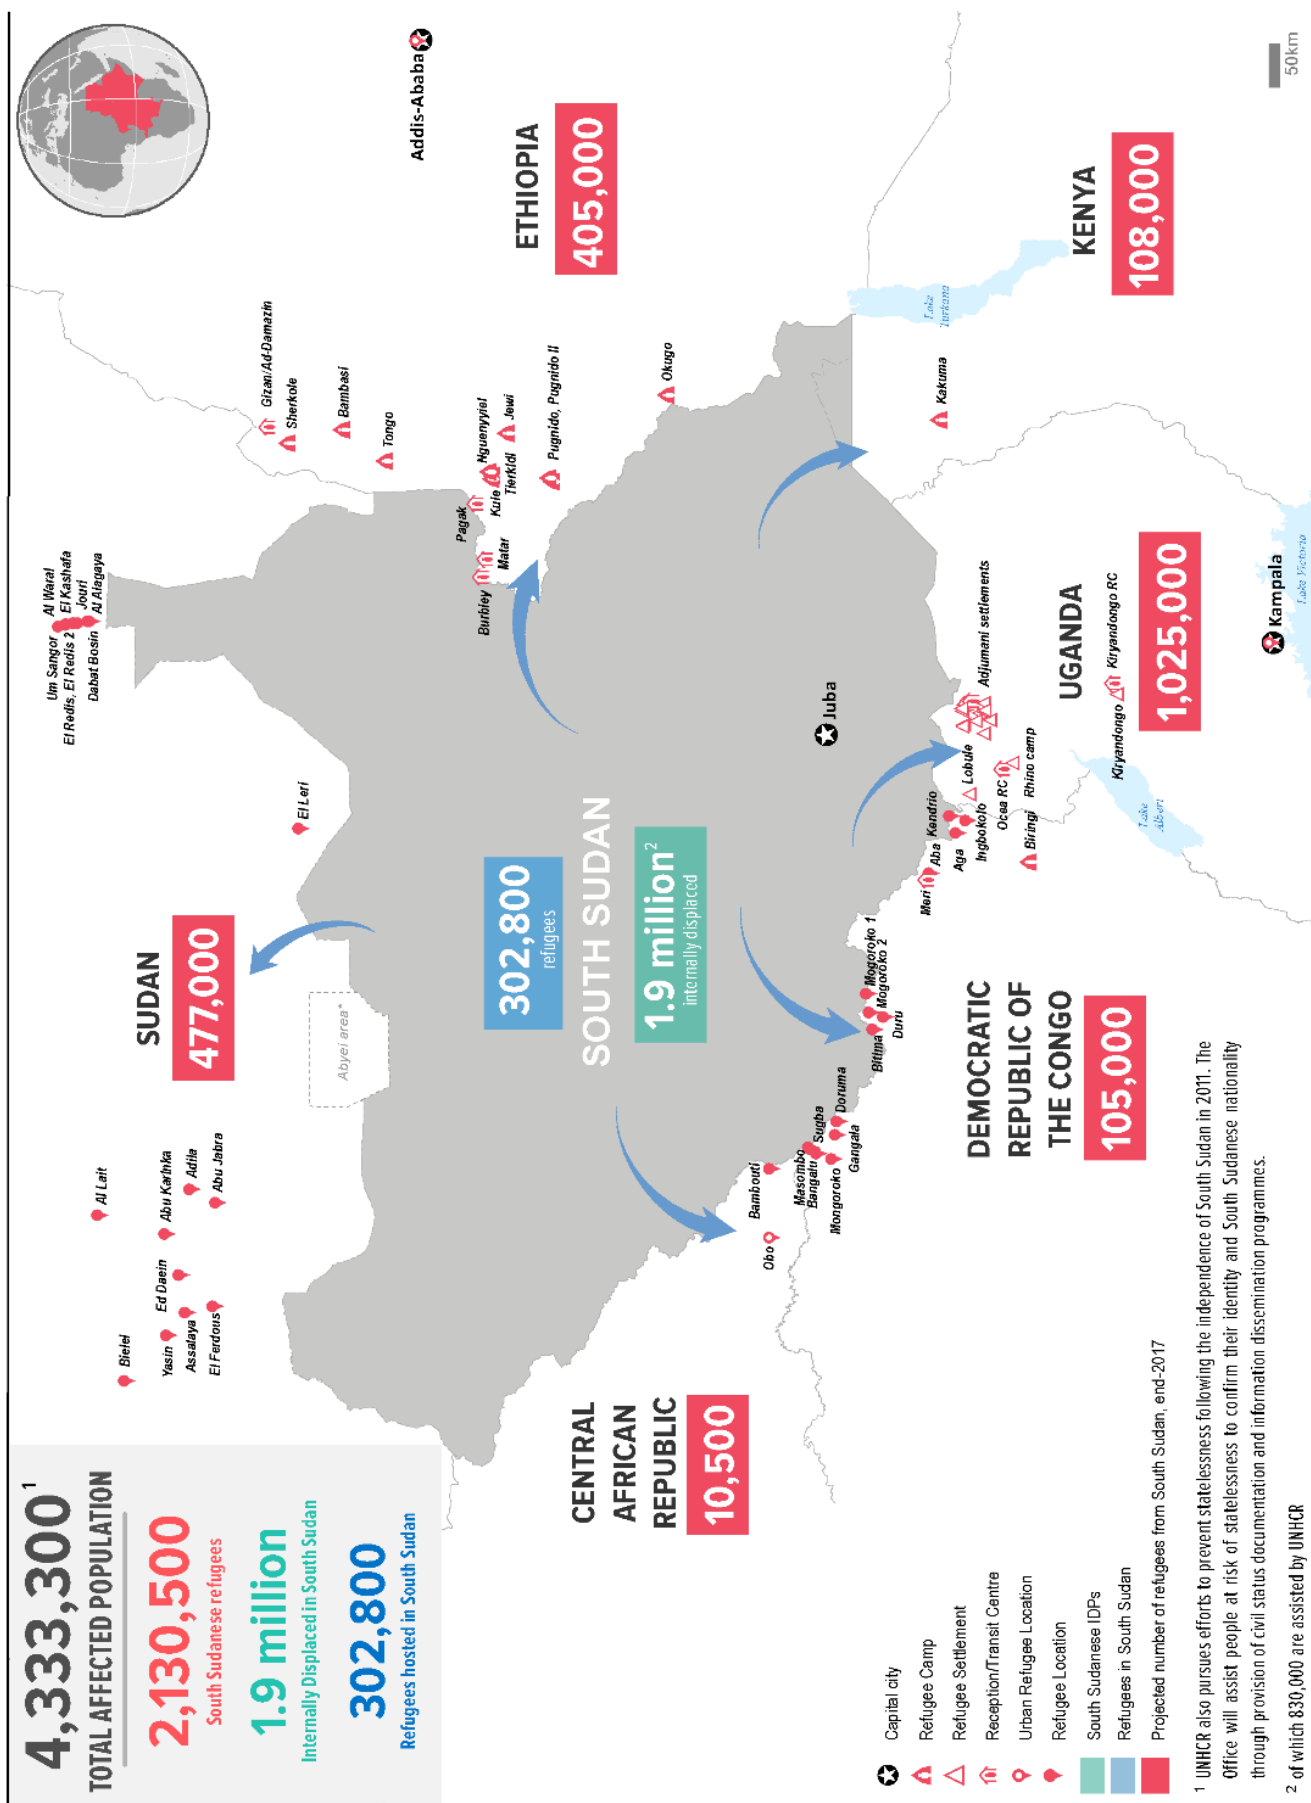 4,333,300¹
TOTAL AFFECTED POPULATION
2,130,500
South Sudanese refugees
1.9 million
Internally Displaced in South Sudan
302,800
Refugees hosted in South Sudan
Capital city
Refugee Camp
Refugee Settlement
Reception/Transit Centre
Urban Refugee Location
Refugee Location
South Sudanese IDPs
Refugees in South Sudan
Projected number of refugees from South Sudan, end-2017
SUDAN
477,000
Bielel
Al Lait
Yasin
Ed Daein
Abu Karinka
Assalaya
Adila
El Ferdous
Abu Jabra
Abyei area*
El Leri
Um Sangor
Al Waral
El Redis, El Redis 2
El Kashafa
Jouri
Dabat Bosin
Al Alagaya
Gizan/Ad-Damazin
Sherkole
Bambasi
Tongo
Addis-Ababa
ETHIOPIA
405,000
Pagak
Nguenyyiel
Kule
Jewi
Tierkidi
Burbiey
Matar
Pugnido, Pugnido II
Okugo
302,800
refugees
SOUTH SUDAN
1.9 million²
internally displaced
Juba
CENTRAL
AFRICAN
REPUBLIC
10,500
Bambouti
Obo
Masombo
Bangalu
Sugba
Mongoroko
Doruma
Gangala
Mogoroko 1
Mogoroko 2
Bitima
Duru
DEMOCRATIC
REPUBLIC OF
THE CONGO
105,000
Meri
Aba
Kendrio
Aga
Ingbokolo
Lobule
Ocea RC
Biringi
Rhino camp
Adjumani settlements
UGANDA
Kiryandongo
Kiryandongo RC
1,025,000
Kampala
Lake
Albert
Lake Victoria
Kakuma
Lake
Turkana
KENYA
108,000
50km
¹ UNHCR also pursues efforts to prevent statelessness following the independence of South Sudan in 2011. The
Office will assist people at risk of statelessness to confirm their identity and South Sudanese nationality
through provision of civil status documentation and information dissemination programmes.
² of which 830,000 are assisted by UNHCR